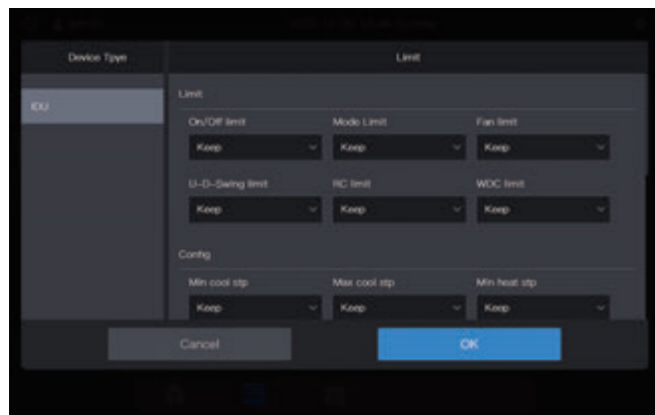 Device Tpye
Limit
IDU
Limit
On/Off limit
Mode Limit
Fan limit
Keep
Keep
Keep
U-D-Swing limit
RC limit
WDC limit
Keep
Keep
Keep
Config
Min cool stp
Max cool stp
Min heat stp
Keep
Keep
Keep
Cancel
OK